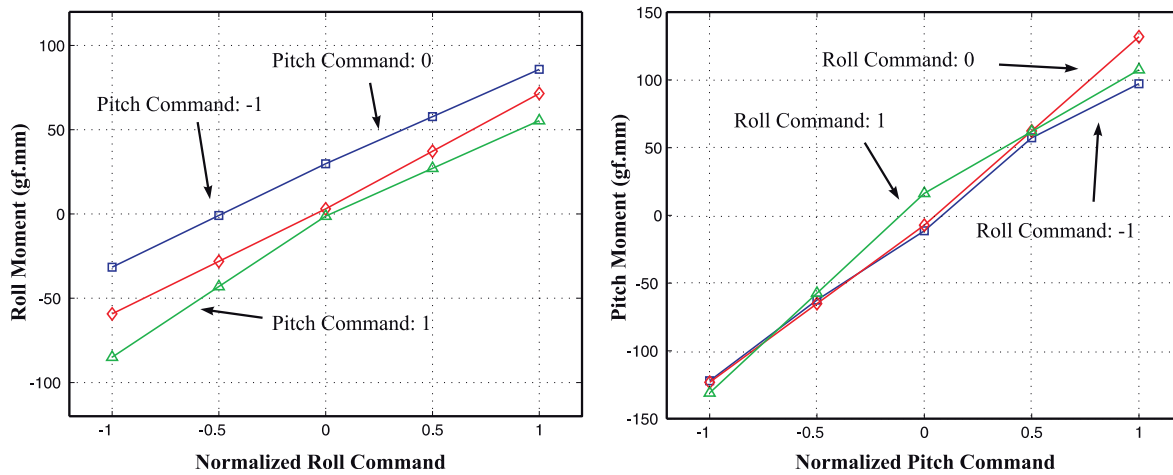 100
50
0
-50
-100
-1
-0.5
0
0.5
1
Roll Moment (gf.mm)
Normalized Roll Command
Pitch Command: 0
Pitch Command: -1
Pitch Command: 1
150
100
50
0
-50
-100
-150
-1
-0.5
0
0.5
1
Pitch Moment (gf.mm)
Normalized Pitch Command
Roll Command: 0
Roll Command: 1
Roll Command: -1